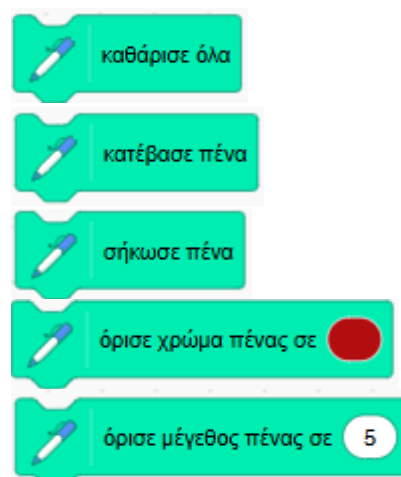 καθάρισε όλα
κατέβασε πένα
σήκωσε πένα
όρισε χρώμα πένας σε
όρισε μέγεθος πένας σε 5